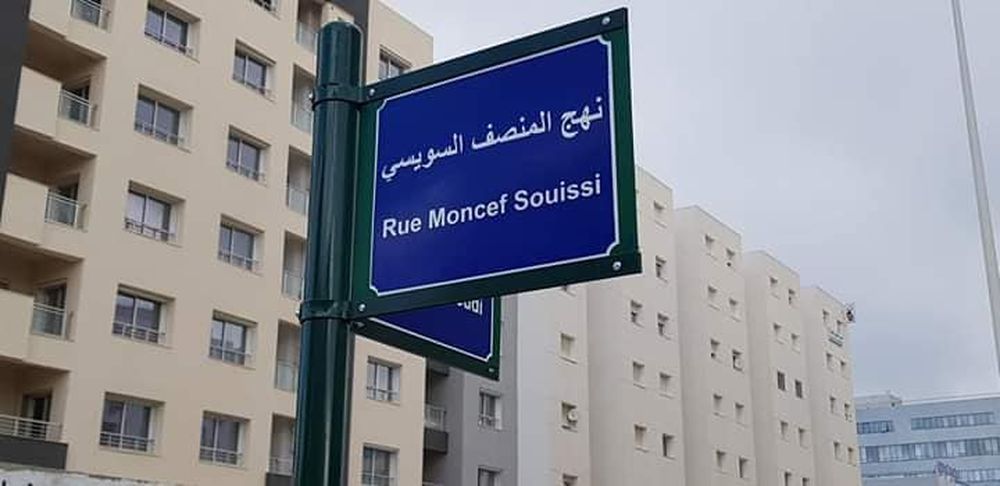 نهج المنصف السويسي
Rue Moncef Souissi